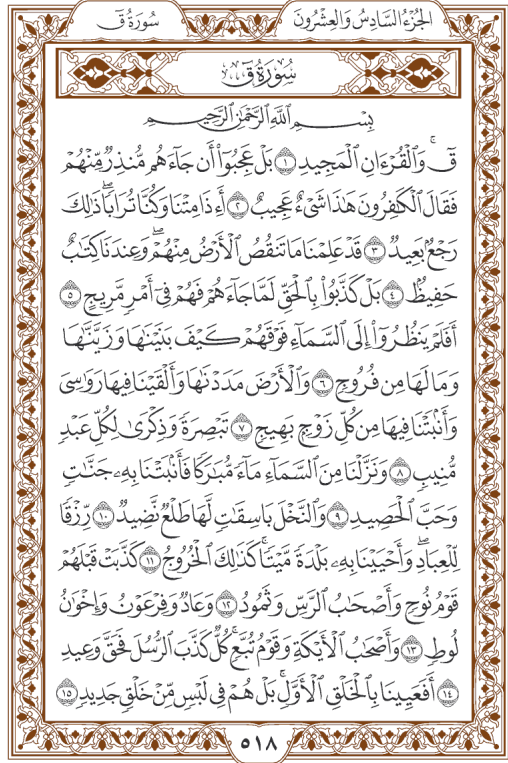 الجُزْءُ السَّادِسُ وَالعِشْرُونَ
سُورَةُ قٓ
سُورَةُ قٓ
بِسْمِ ٱللَّهِ ٱلرَّحْمَٰنِ ٱلرَّحِيمِ
قٓۚ وَٱلْقُرْءَانِ ٱلْمَجِيدِ ١ بَلْ عَجِبُوٓا۟ أَن جَآءَهُم مُّنذِرٌ مِّنْهُمْ
فَقَالَ ٱلْكَٰفِرُونَ هَٰذَا شَىْءٌ عَجِيبٌ ٢ أَءِذَا مِتْنَا وَكُنَّا تُرَابًاۖ ذَٰلِكَ
رَجْعٌۢ بَعِيدٌ ٣ قَدْ عَلِمْنَا مَا تَنقُصُ ٱلْأَرْضُ مِنْهُمْۖ وَعِندَنَا كِتَٰبٌ
حَفِيظٌۢ ٤ بَلْ كَذَّبُوا۟ بِٱلْحَقِّ لَمَّا جَآءَهُمْ فَهُمْ فِىٓ أَمْرٍ مَّرِيجٍ ٥
أَفَلَمْ يَنظُرُوٓا۟ إِلَى ٱلسَّمَآءِ فَوْقَهُمْ كَيْفَ بَنَيْنَٰهَا وَزَيَّنَّٰهَا
وَمَا لَهَا مِن فُرُوجٍ ٦ وَٱلْأَرْضَ مَدَدْنَٰهَا وَأَلْقَيْنَا فِيهَا رَوَٰسِىَ
وَأَنۢبَتْنَا فِيهَا مِن كُلِّ زَوْجٍۭ بَهِيجٍ ٧ تَبْصِرَةً وَذِكْرَىٰ لِكُلِّ عَبْدٍ
مُّنِيبٍ ٨ وَنَزَّلْنَا مِنَ ٱلسَّمَآءِ مَآءً مُّبَٰرَكًا فَأَنۢبَتْنَا بِهِۦ جَنَّٰتٍ
وَحَبَّ ٱلْحَصِيدِ ٩ وَٱلنَّخْلَ بَاسِقَٰتٍ لَّهَا طَلْعٌ نَّضِيدٌ ١٠ رِّزْقًا
لِّلْعِبَادِۖ وَأَحْيَيْنَا بِهِۦ بَلْدَةً مَّيْتًاۚ كَذَٰلِكَ ٱلْخُرُوجُ ١١ كَذَّبَتْ قَبْلَهُمْ
قَوْمُ نُوحٍ وَأَصْحَٰبُ ٱلرَّسِّ وَثَمُودُ ١٢ وَعَادٌ وَفِرْعَوْنُ وَإِخْوَٰنُ
لُوطٍ ١٣ وَأَصْحَٰبُ ٱلْأَيْكَةِ وَقَوْمُ تُبَّعٍۚ كُلٌّ كَذَّبَ ٱلرُّسُلَ فَحَقَّ وَعِيدِ
١٤ أَفَعَيِينَا بِٱلْخَلْقِ ٱلْأَوَّلِۚ بَلْ هُمْ فِى لَبْسٍ مِّنْ خَلْقٍ جَدِيدٍ ١٥
٥١٨